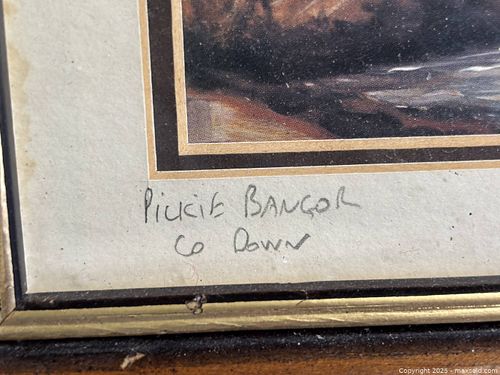 PICKIE BANGOR
CO DOWN
Copyright 2025 - maxsold.com